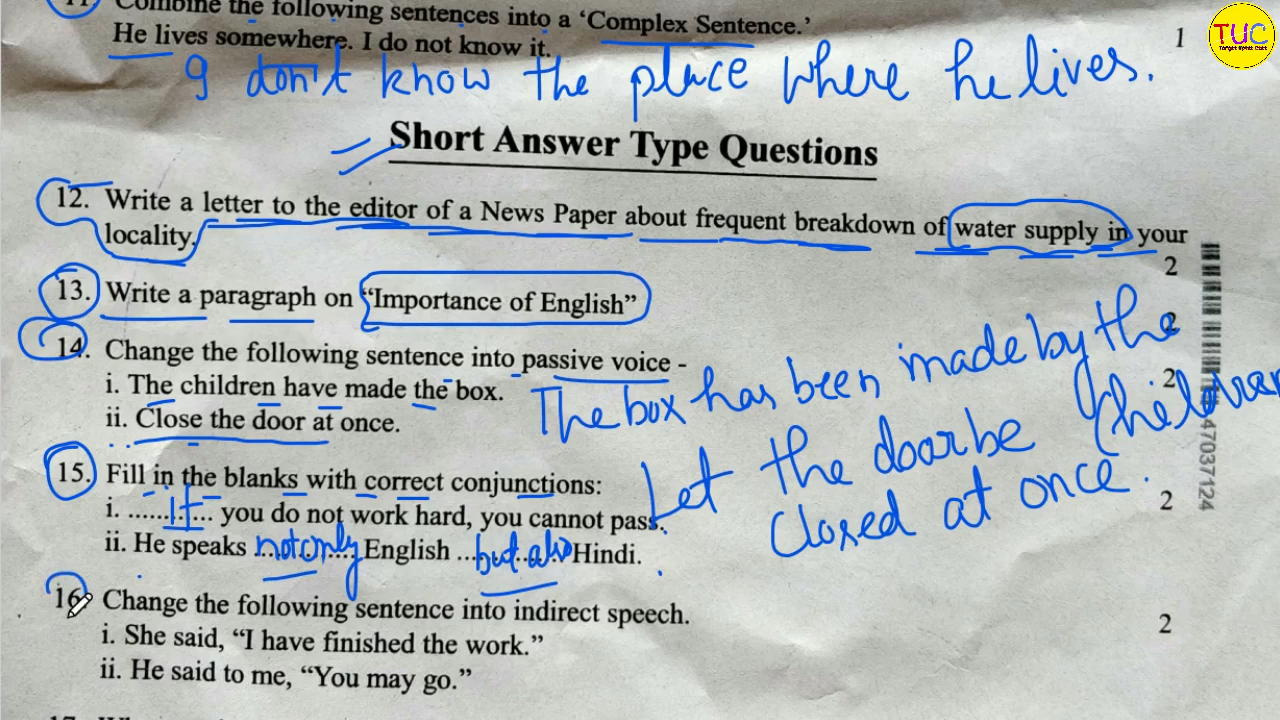 Combine the following sentences into a ‘Complex Sentence.’
He lives somewhere. I do not know it.
1
TUC
I don't know the place where he lives.
Short Answer Type Questions
12. Write a letter to the editor of a News Paper about frequent breakdown of water supply in your
locality.
2
13. Write a paragraph on “Importance of English”
2
14. Change the following sentence into passive voice -
2
i. The children have made the box.
The box has been made by the children
ii. Close the door at once.
Let the door be closed at once.
15. Fill in the blanks with correct conjunctions:
2
i. ......If.... you do not work hard, you cannot pass.
ii. He speaks not only English but also Hindi.
47037124
16. Change the following sentence into indirect speech.
2
i. She said, “I have finished the work.”
ii. He said to me, “You may go.”